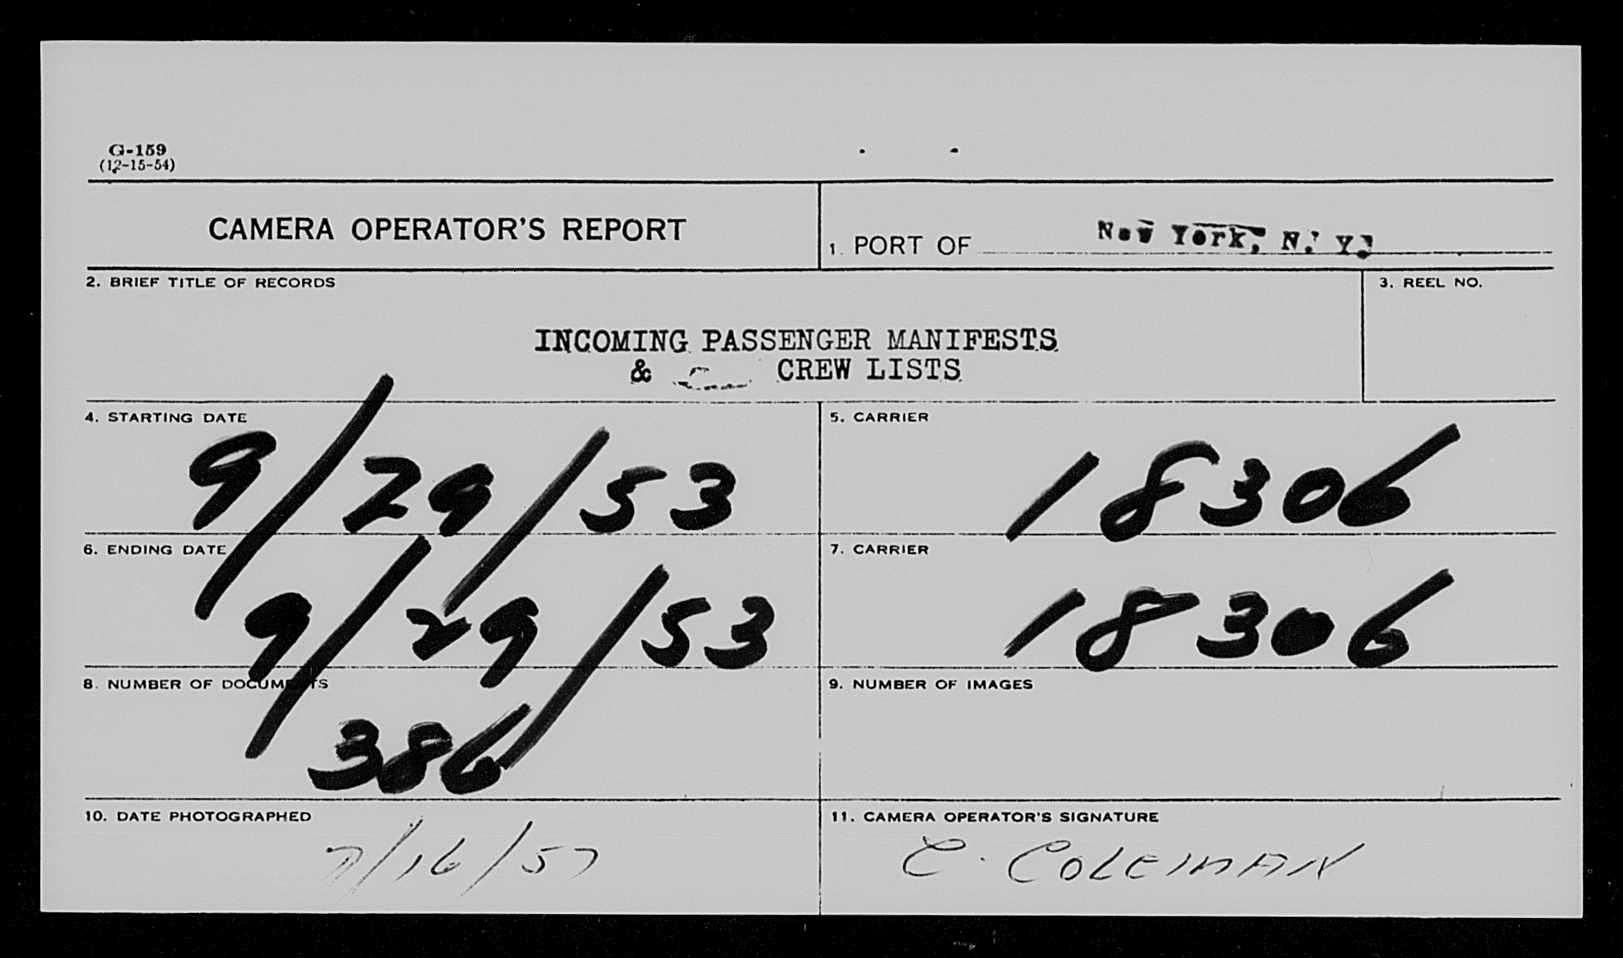 G-159
(12-15-54)
CAMERA OPERATOR'S REPORT
1. PORT OF New York, N. Y.
2. BRIEF TITLE OF RECORDS
3. REEL NO.
INCOMING PASSENGER MANIFESTS
& CREW LISTS
4. STARTING DATE
5. CARRIER
9/29/53
18306
6. ENDING DATE
7. CARRIER
9/29/53
18306
8. NUMBER OF DOCUMENTS
9. NUMBER OF IMAGES
386
10. DATE PHOTOGRAPHED
11. CAMERA OPERATOR'S SIGNATURE
7/16/57
C. COLEMAN